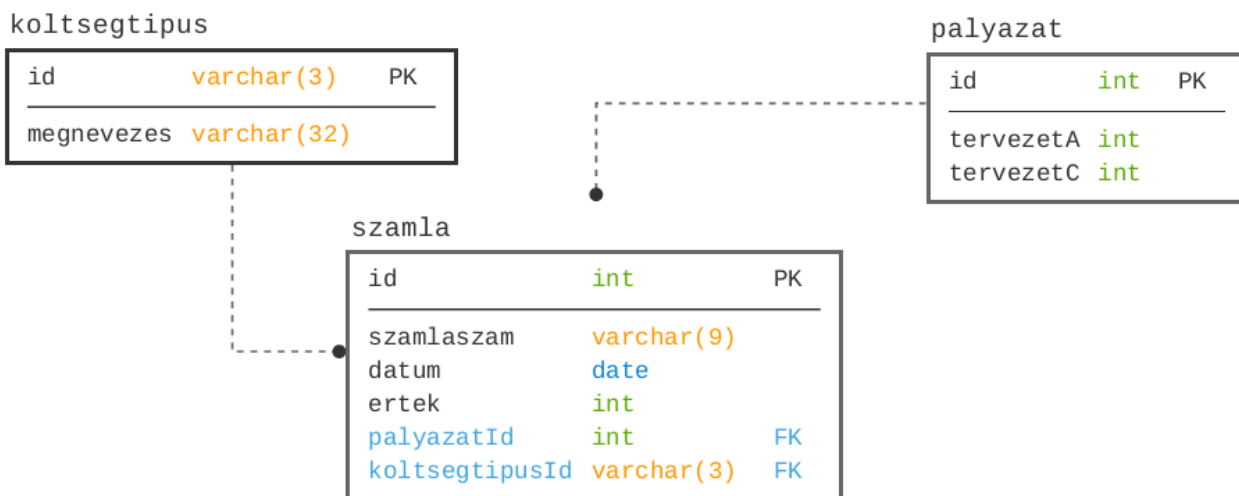 koltsegtipus
id varchar(3) PK
megnevezes varchar(32)
palyazat
id int PK
tervezetA int
tervezetC int
szamla
id int PK
szamlaszam varchar(9)
datum date
ertek int
palyazatId int FK
koltsegtipusId varchar(3) FK